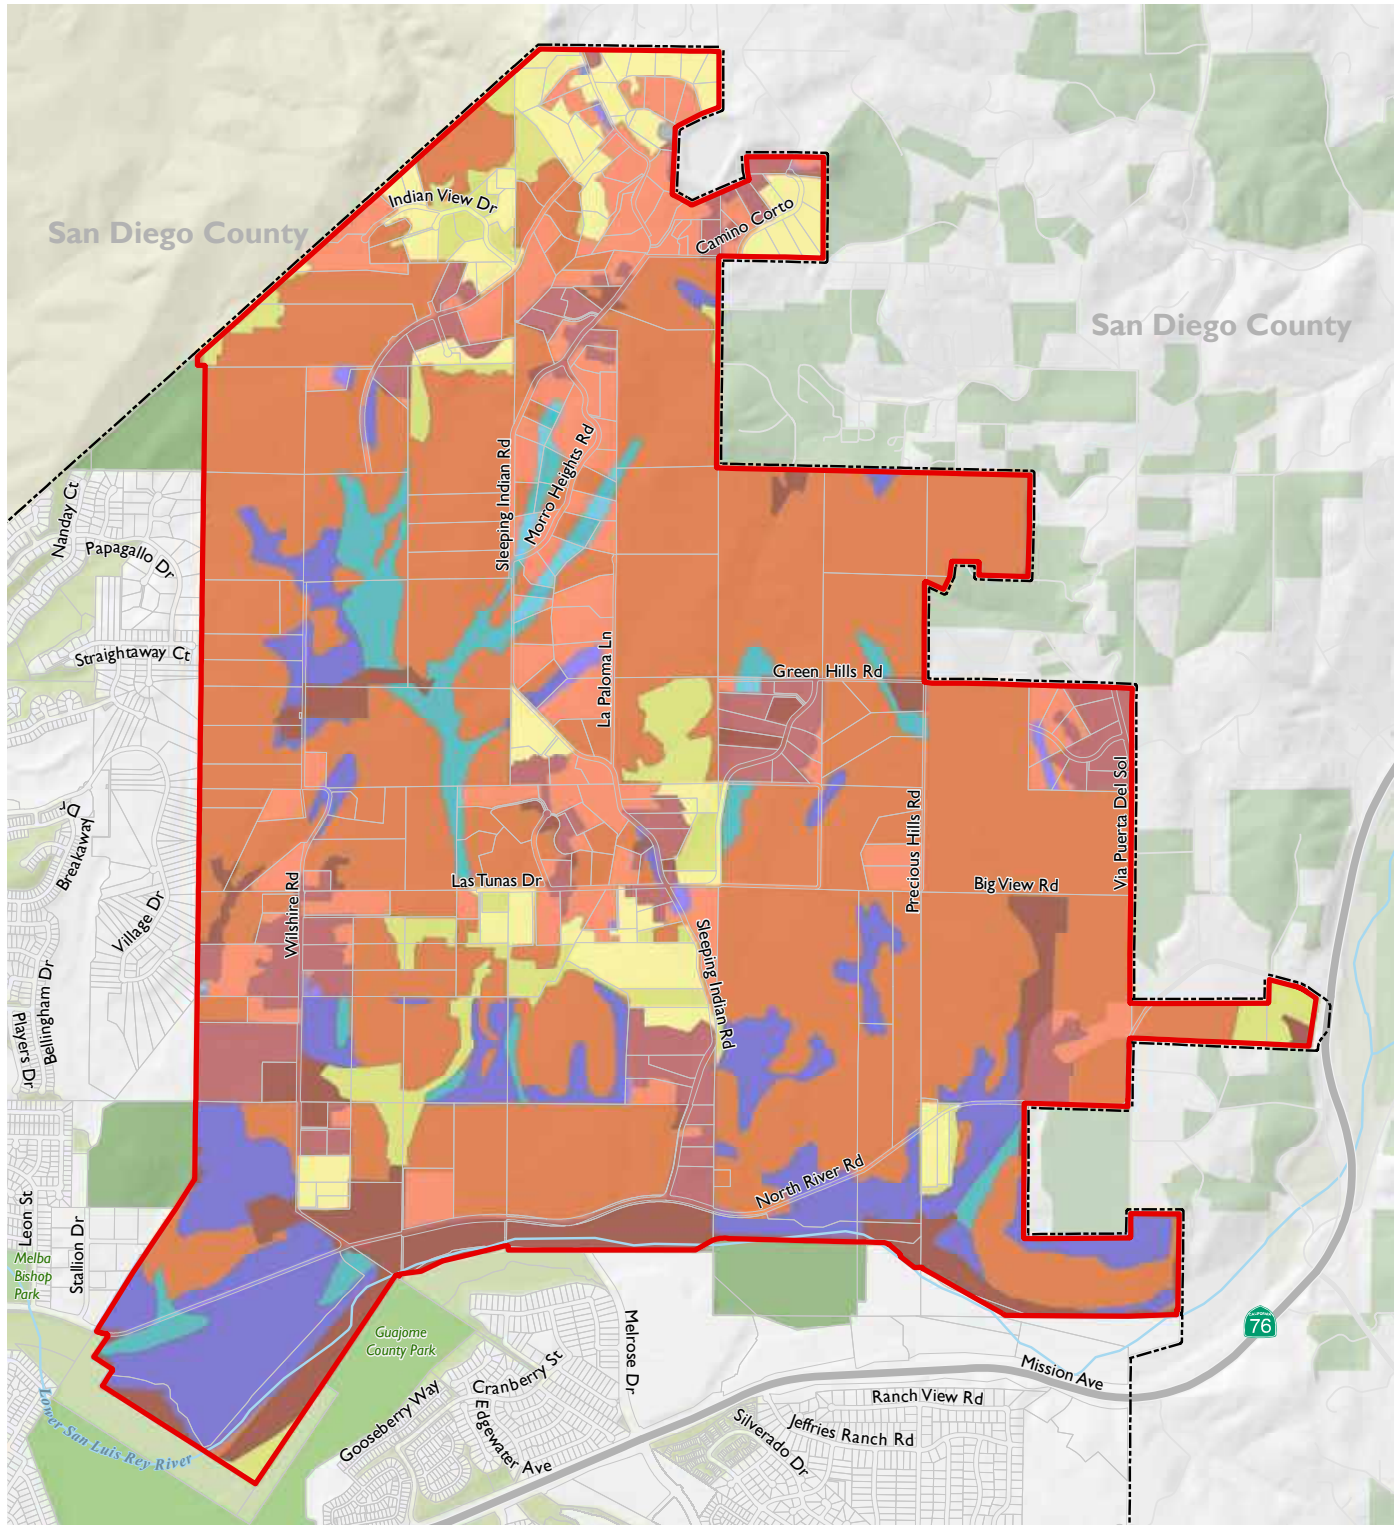 Indian View Dr
Camino Corto
San Diego County
San Diego County
Nanday Ct
Papagallo Dr
Sleeping Indian Rd
Morro Heights Rd
Straightaway Ct
La Paloma Ln
Green Hills Rd
Breakaway
Dr
Via Puerta Del Sol
Precious Hills Rd
Las Tunas Dr
Big View Rd
Wilshire Rd
Village Dr
Sleeping Indian Rd
Bellingham Dr
Players Dr
North River Rd
Leon St
Stallion Dr
Melba
Bishop
Park
Guajome
County Park
Melrose Dr
CALIFORNIA
76
Mission Ave
Cranberry St
Gooseberry Way
Edgewater Ave
Ranch View Rd
Jeffries Ranch Rd
Silverado Dr
Lower San Luis Rey River